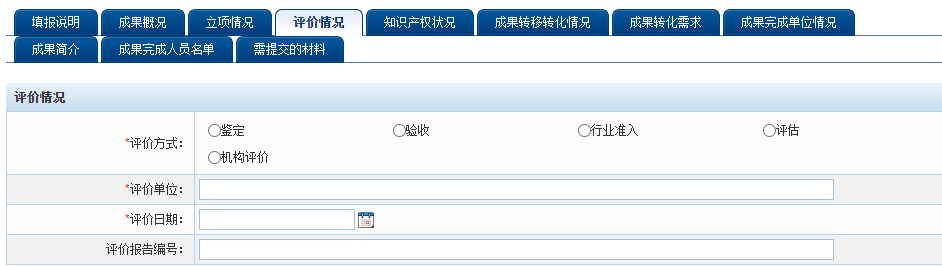 填报说明 成果概况 立项情况 评价情况 知识产权状况 成果转移转化情况 成果转化需求 成果完成单位情况
成果简介 成果完成人员名单 需提交的材料
评价情况
*评价方式： 鉴定 验收 行业准入 评估
机构评价
*评价单位：
*评价日期：
评价报告编号：